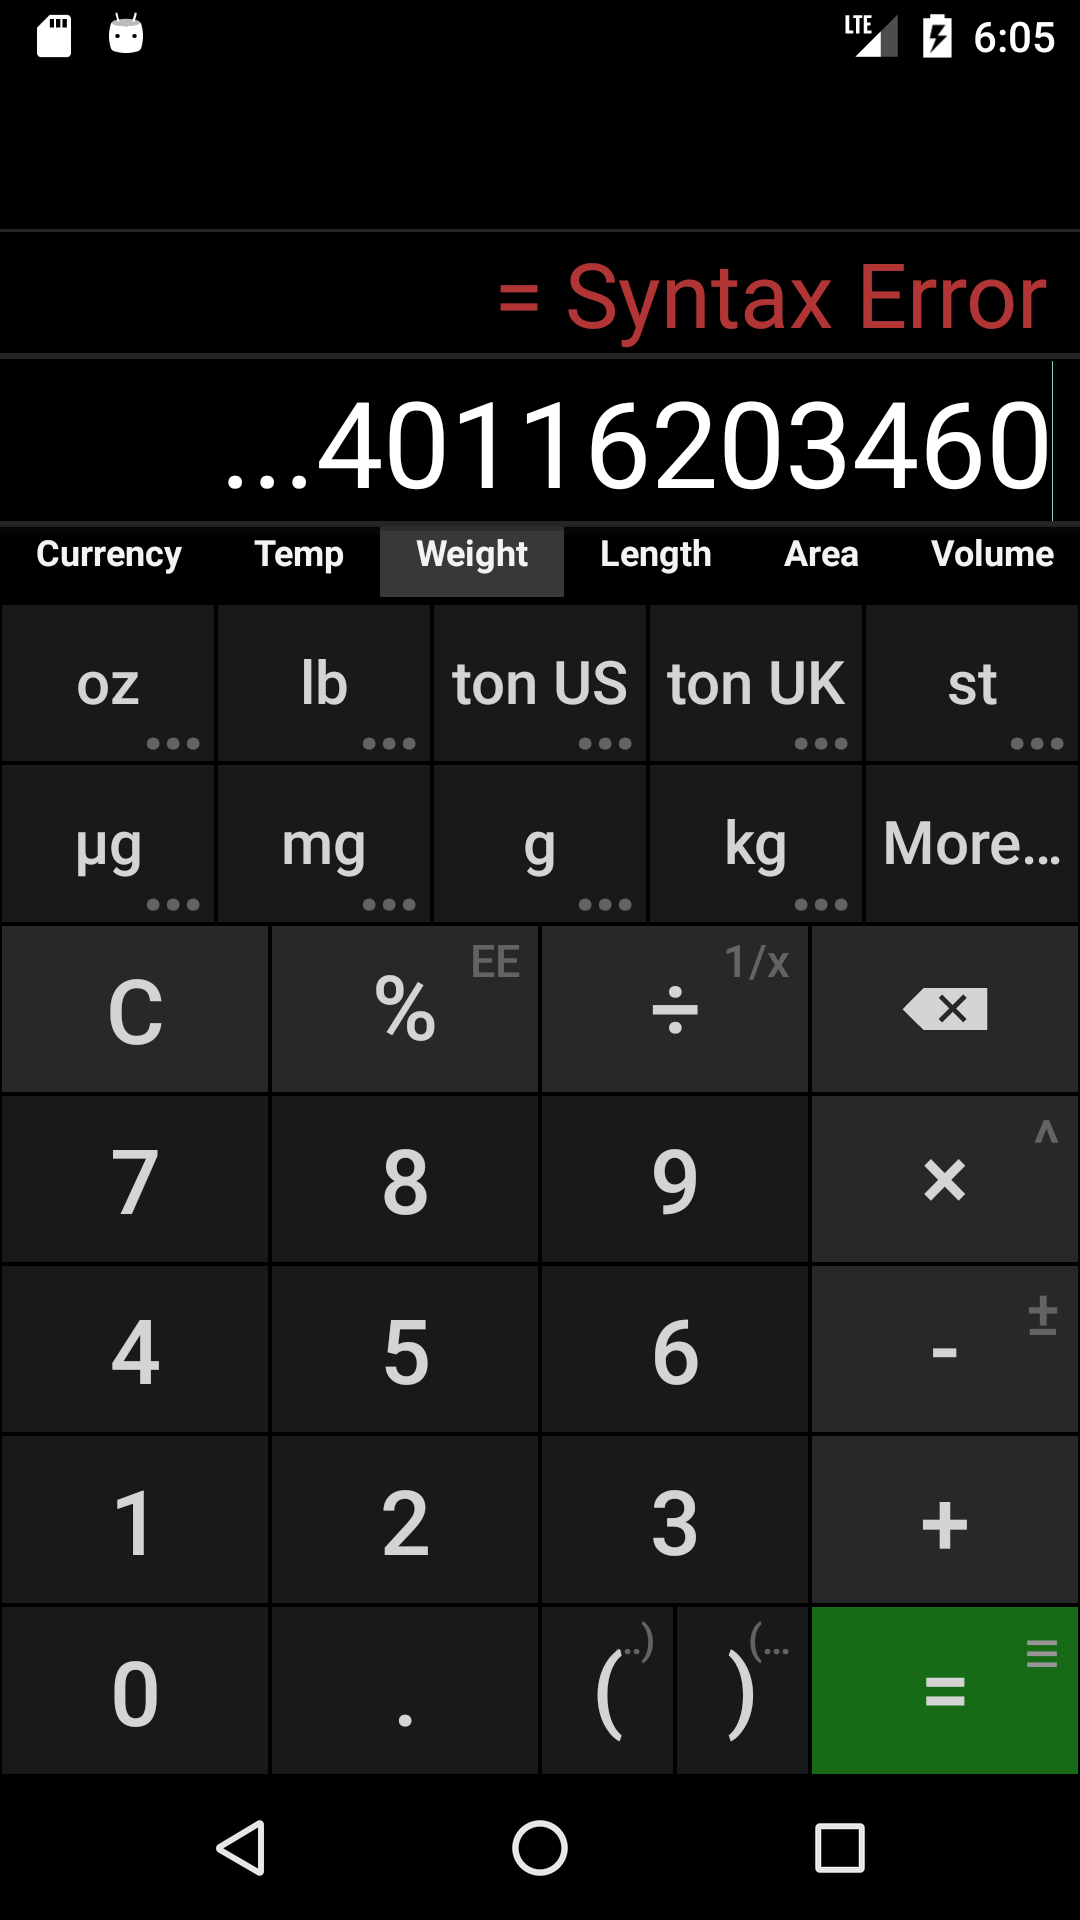 LTE 6:05
= Syntax Error
...40116203460
Currency Temp Weight Length Area Volume
oz lb ton US ton UK st
µg mg g kg More...
C % EE ÷ 1/x
7 8 9 × ^
4 5 6 - ±
1 2 3 +
0 . ( ..) ) (... =